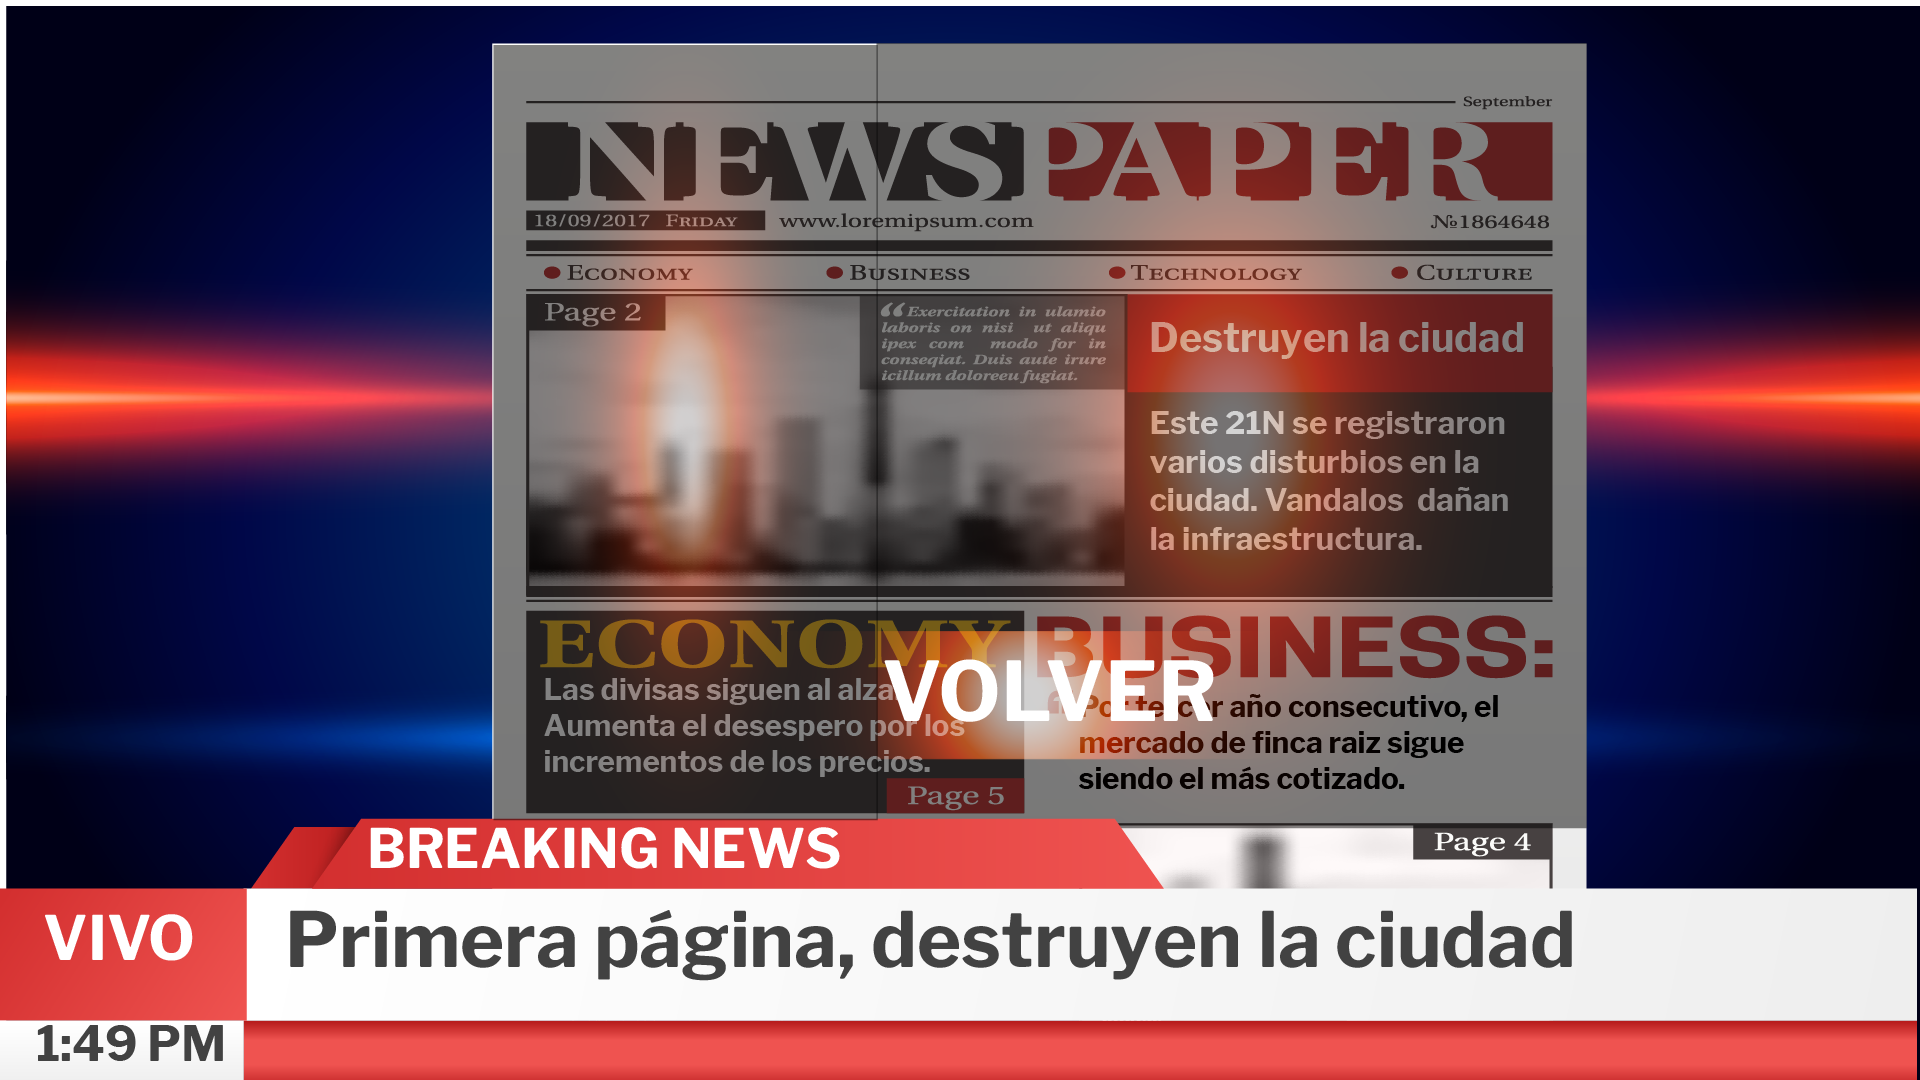 September
NEWSPAPER
18/09/2017 FRIDAY www.loremipsum.com №1864648
ECONOMY BUSINESS TECHNOLOGY CULTURE
Page 2
“Exercitation in ulamio
laboris on nisi ut aliqu
ipex com modo for in
conseqiat. Duis aute irure
icillum doloreeu fugiat.
Destruyen la ciudad
Este 21N se registraron
varios disturbios en la
ciudad. Vandalos dañan
la infraestructura.
ECONOMY
Las divisas siguen al alza
Aumenta el desespero por los
incrementos de los precios.
Page 5
BUSINESS:
Por tercer año consecutivo, el
mercado de finca raiz sigue
siendo el más cotizado.
VOLVER
Page 4
BREAKING NEWS
VIVO
Primera página, destruyen la ciudad
1:49 PM